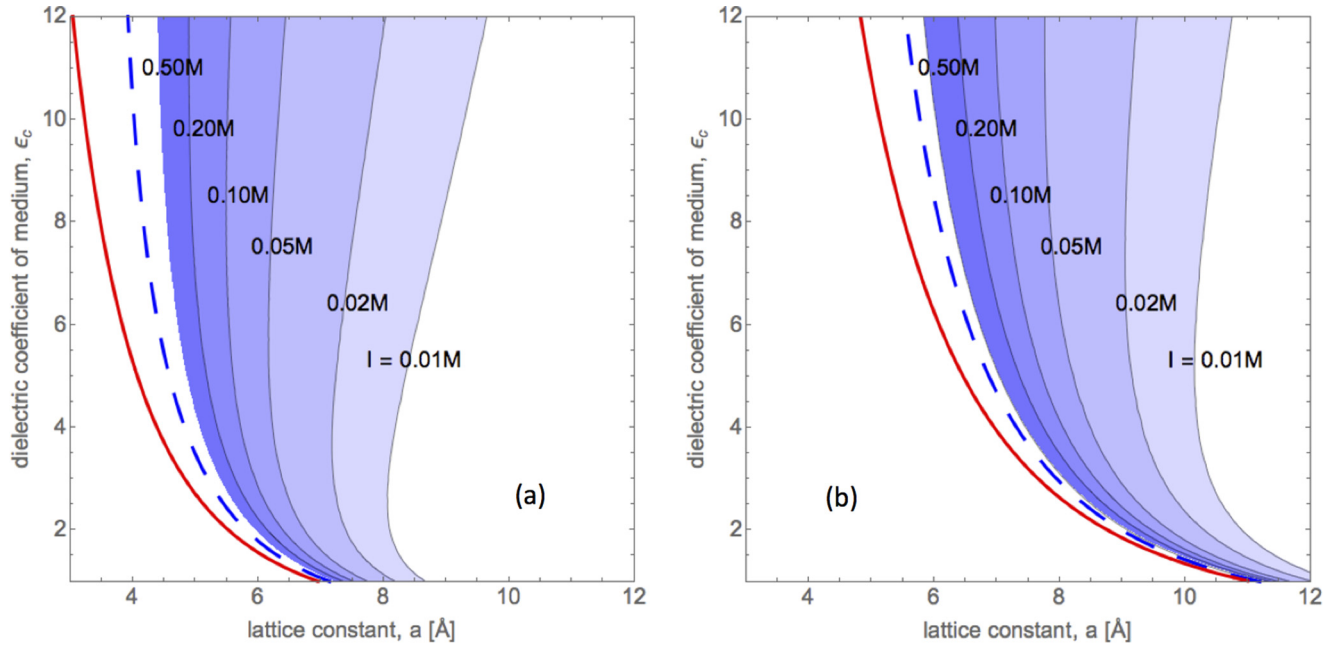 12
10
8
6
4
2
dielectric coefficient of medium, ϵc
0.50M
0.20M
0.10M
0.05M
0.02M
I = 0.01M
(a)
4
6
8
10
12
lattice constant, a [Å]
12
10
8
6
4
2
dielectric coefficient of medium, ϵc
0.50M
0.20M
0.10M
0.05M
0.02M
I = 0.01M
(b)
4
6
8
10
12
lattice constant, a [Å]